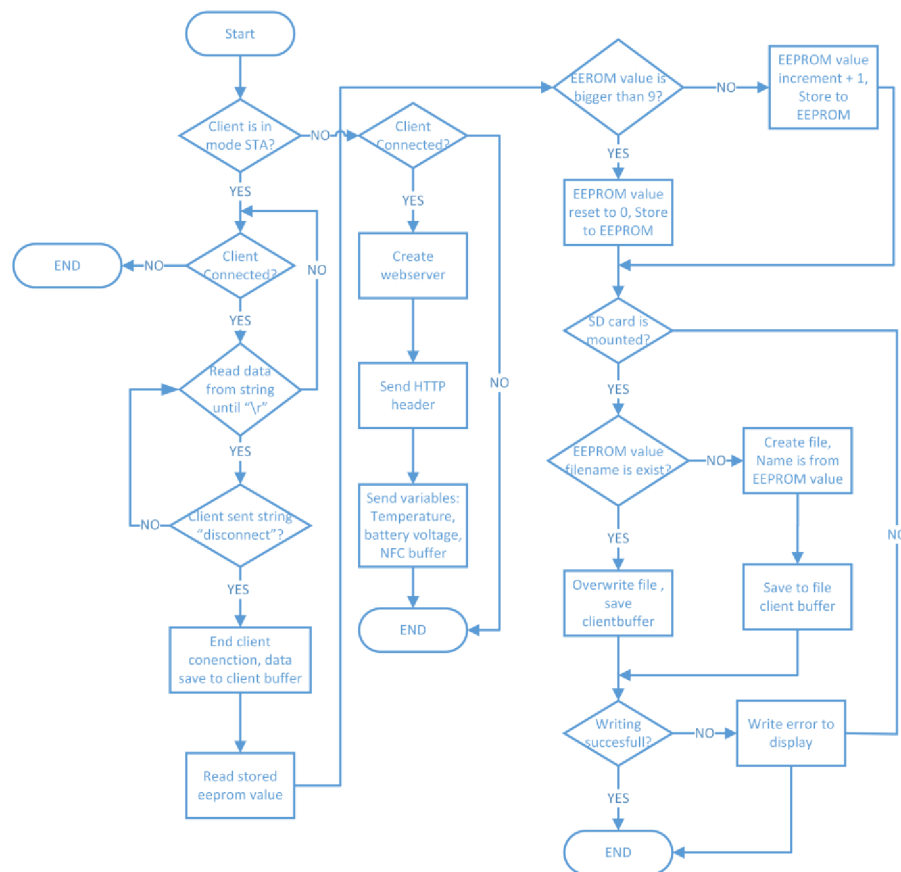 Start
Client is in
mode STA?
NO
YES
Client
Connected?
NO
END
NO
YES
Read data
from string
until "\r"
YES
Client sent string
"disconnect"?
NO
YES
End client
conenction, data
save to client buffer
Read stored
eeprom value
Client
Connected?
YES
NO
Create
webserver
Send HTTP
header
Send variables:
Temperature,
battery voltage,
NFC buffer
END
EEROM value is
bigger than 9?
NO
EEPROM value
increment + 1,
Store to
EEPROM
YES
EEPROM value
reset to 0, Store
to EEPROM
SD card is
mounted?
NO
YES
EEPROM value
filename is exist?
NO
Create file,
Name is from
EEPROM value
YES
Overwrite file ,
save
clientbuffer
Save to file
client buffer
Writing
succesfull?
NO
Write error to
display
YES
END